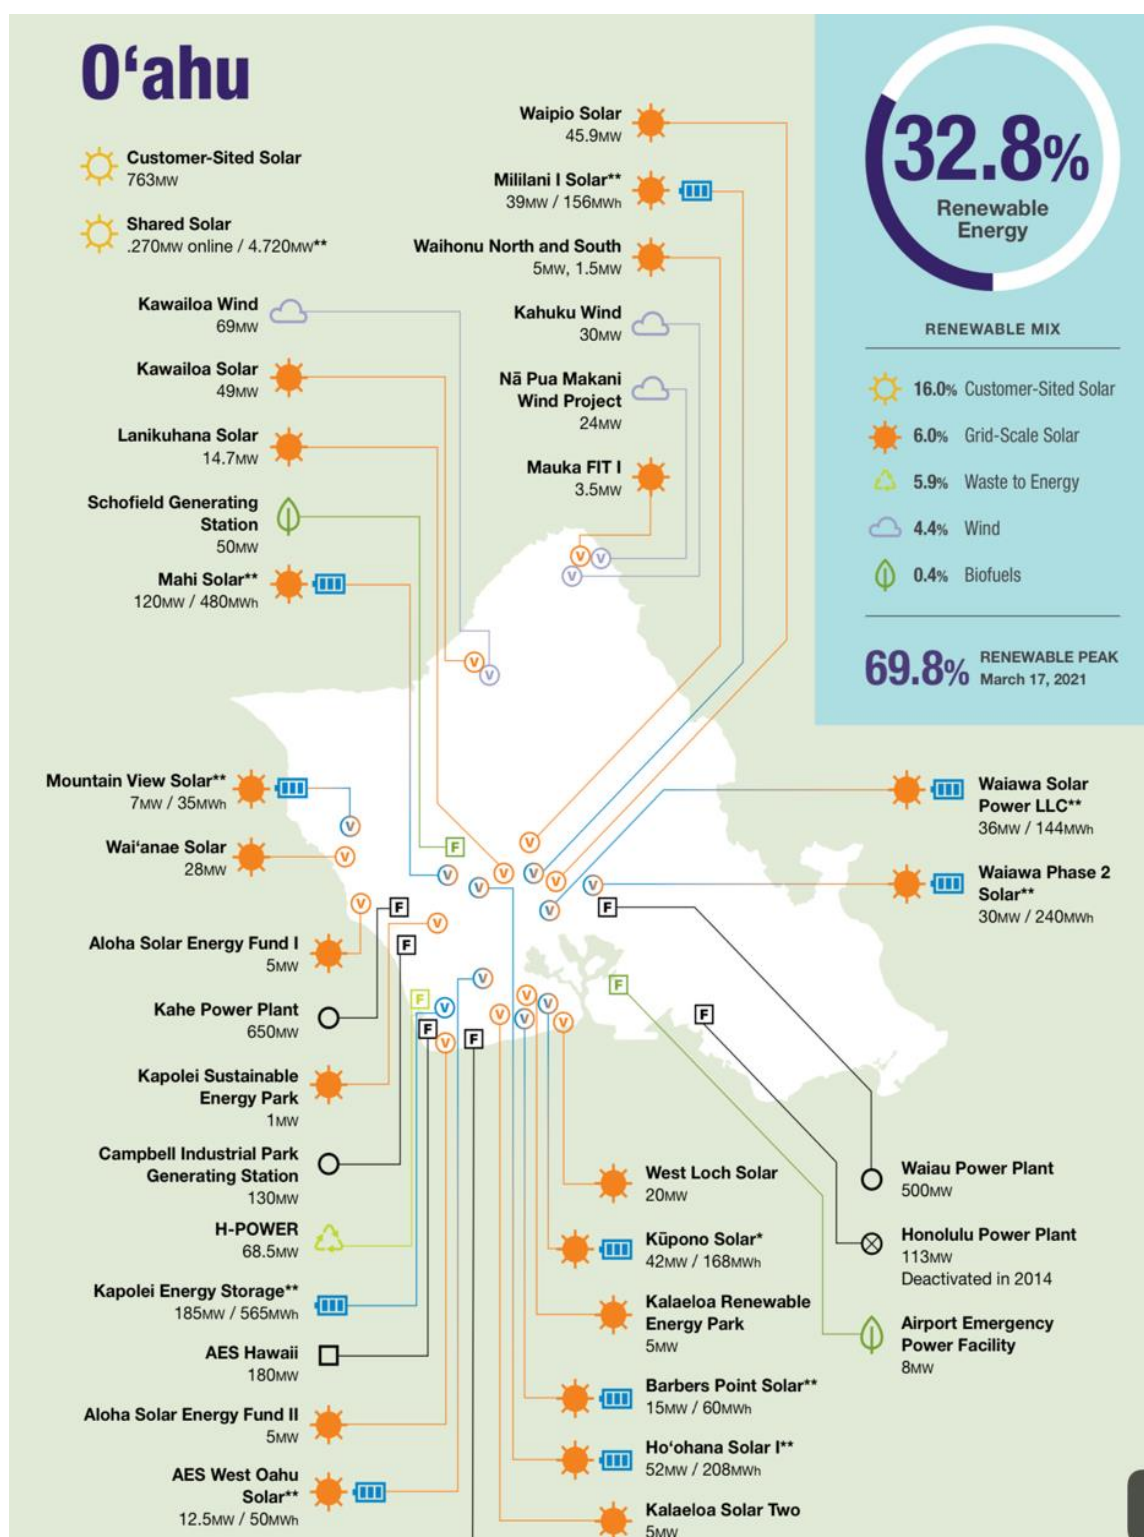 O‘ahu
Customer-Sited Solar
763MW
Shared Solar
.270MW online / 4.720MW**
Kawailoa Wind
69MW
Kawailoa Solar
49MW
Lanikuhana Solar
14.7MW
Schofield Generating
Station
50MW
Mahi Solar**
120MW / 480MWh
Waipio Solar
45.9MW
Mililani I Solar**
39MW / 156MWh
Waihonu North and South
5MW, 1.5MW
Kahuku Wind
30MW
Nā Pua Makani
Wind Project
24MW
Mauka FIT I
3.5MW
32.8%
Renewable
Energy
RENEWABLE MIX
16.0% Customer-Sited Solar
6.0% Grid-Scale Solar
5.9% Waste to Energy
4.4% Wind
0.4% Biofuels
69.8%
RENEWABLE PEAK
March 17, 2021
V
V
V
V
V
Mountain View Solar**
7MW / 35MWh
Wai‘anae Solar
28MW
Aloha Solar Energy Fund I
5MW
Kahe Power Plant
650MW
Kapolei Sustainable
Energy Park
1MW
Campbell Industrial Park
Generating Station
130MW
H-POWER
68.5MW
Kapolei Energy Storage**
185MW / 565MWh
AES Hawaii
180MW
Aloha Solar Energy Fund II
5MW
AES West Oahu
Solar**
12.5MW / 50MWh
V
V
V
F
V
V
V
V
V
V
V
V
F
F
V
F
F
F
V
V
F
V
V
V
V
V
F
V
F
F
Waiawa Solar
Power LLC**
36MW / 144MWh
Waiawa Phase 2
Solar**
30MW / 240MWh
West Loch Solar
20MW
Kūpono Solar*
42MW / 168MWh
Kalaeloa Renewable
Energy Park
5MW
Barbers Point Solar**
15MW / 60MWh
Ho‘ohana Solar I**
52MW / 208MWh
Kalaeloa Solar Two
5MW
Waiau Power Plant
500MW
Honolulu Power Plant
113MW
Deactivated in 2014
Airport Emergency
Power Facility
8MW